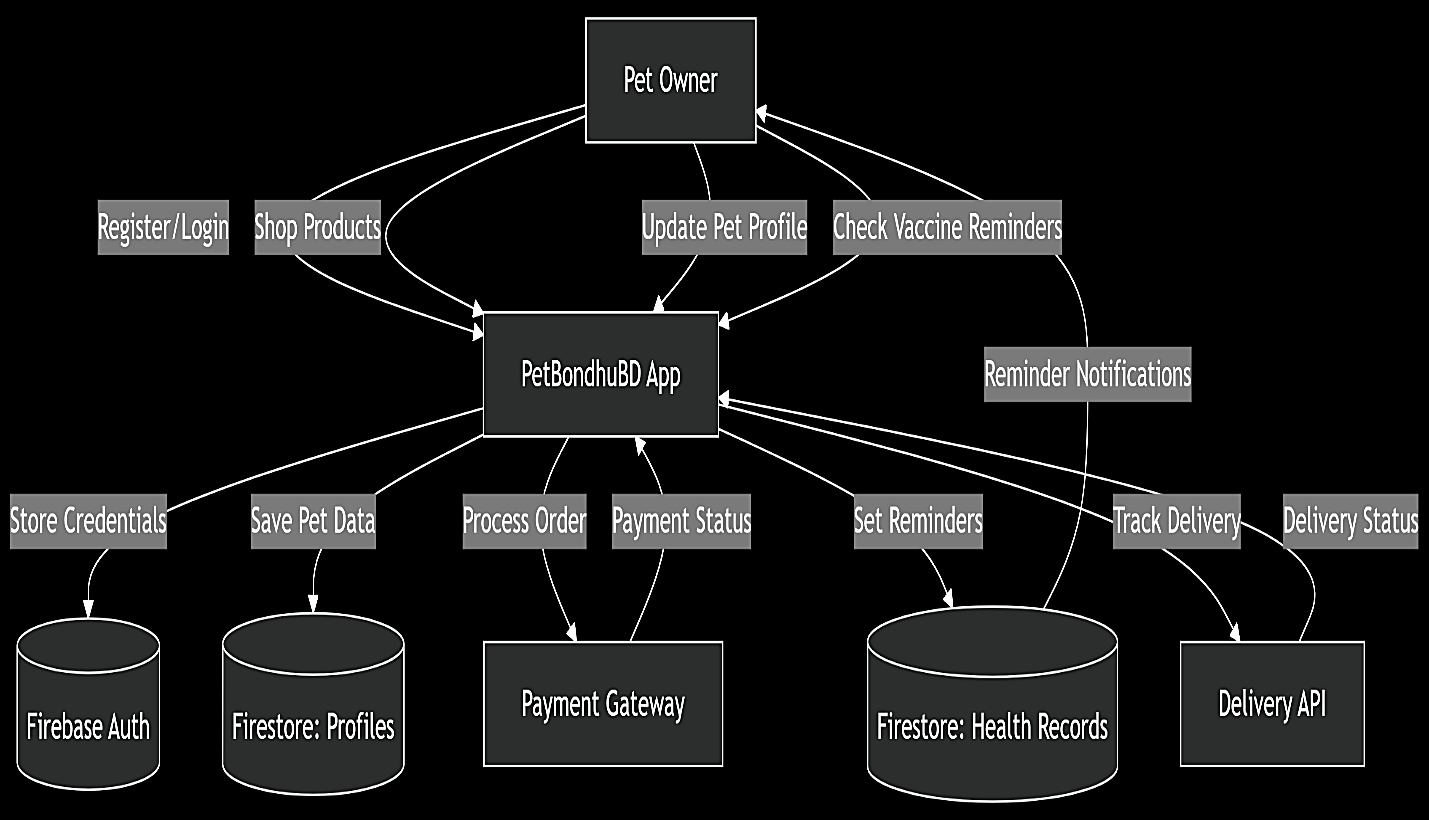 Pet Owner
Register/Login
Shop Products
Update Pet Profile
Check Vaccine Reminders
PetBondhuBD App
Reminder Notifications
Store Credentials
Save Pet Data
Process Order
Payment Status
Set Reminders
Track Delivery
Delivery Status
Firebase Auth
Firestore: Profiles
Payment Gateway
Firestore: Health Records
Delivery API